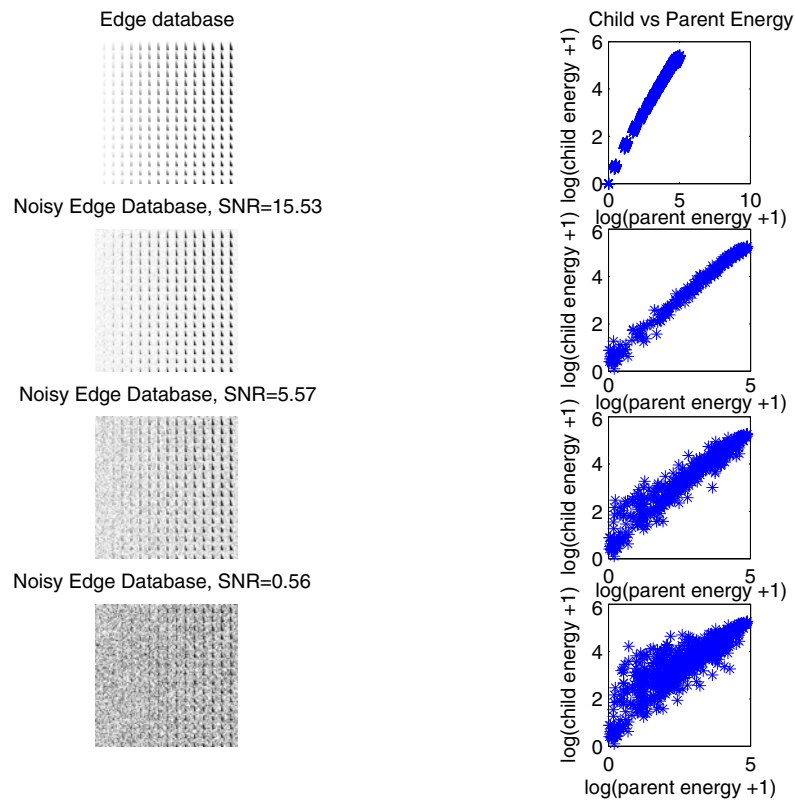 Edge database
Child vs Parent Energy
log(child energy +1)
6
4
2
0
0
5
10
log(parent energy +1)
Noisy Edge Database, SNR=15.53
log(child energy +1)
6
4
2
0
0
5
log(parent energy +1)
Noisy Edge Database, SNR=5.57
log(child energy +1)
6
4
2
0
0
5
log(parent energy +1)
Noisy Edge Database, SNR=0.56
log(child energy +1)
6
4
2
0
0
5
log(parent energy +1)